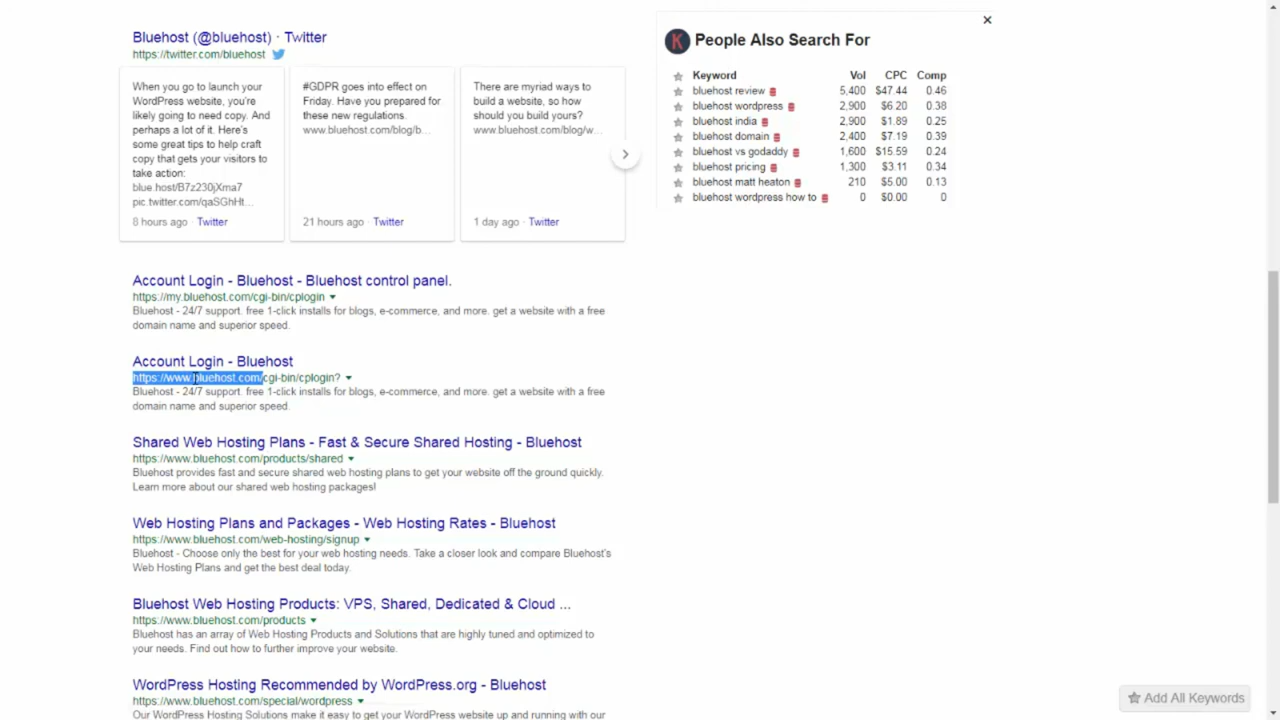 Bluehost (@bluehost) · Twitter
https://twitter.com/bluehost
When you go to launch your
WordPress website, you're
likely going to need copy. And
perhaps a lot of it. Here's
some great tips to help craft
copy that gets your visitors to
take action:
blue.host/B7z230jXma7
pic.twitter.com/qaSGhHt...
8 hours ago · Twitter
#GDPR goes into effect on
Friday. Have you prepared for
these new regulations.
www.bluehost.com/blog/b...
21 hours ago · Twitter
There are myriad ways to
build a website, so how
should you build yours?
www.bluehost.com/blog/w...
1 day ago · Twitter
Account Login - Bluehost - Bluehost control panel.
https://my.bluehost.com/cgi-bin/cplogin
Bluehost - 24/7 support. free 1-click installs for blogs, e-commerce, and more. get a website with a free
domain name and superior speed.
Account Login - Bluehost
https://www.bluehost.com/cgi-bin/cplogin?
Bluehost - 24/7 support. free 1-click installs for blogs, e-commerce, and more. get a website with a free
domain name and superior speed.
Shared Web Hosting Plans - Fast & Secure Shared Hosting - Bluehost
https://www.bluehost.com/products/shared
Bluehost provides fast and secure shared web hosting plans to get your website off the ground quickly.
Learn more about our shared web hosting packages!
Web Hosting Plans and Packages - Web Hosting Rates - Bluehost
https://www.bluehost.com/web-hosting/signup
Bluehost - Choose only the best for your web hosting needs. Take a closer look and compare Bluehost's
Web Hosting Plans and get the best deal today.
Bluehost Web Hosting Products: VPS, Shared, Dedicated & Cloud ...
https://www.bluehost.com/products
Bluehost has an array of Web Hosting Products and Solutions that are highly tuned and optimized to
your needs. Find out how to further improve your website.
WordPress Hosting Recommended by WordPress.org - Bluehost
https://www.bluehost.com/special/wordpress
Our WordPress Hosting Solutions make it easy to get your WordPress website up and running with our
K People Also Search For
Keyword Vol CPC Comp
bluehost review 5,400 $47.44 0.46
bluehost wordpress 2,900 $6.20 0.38
bluehost india 2,900 $1.89 0.25
bluehost domain 2,400 $7.19 0.39
bluehost vs godaddy 1,600 $15.59 0.24
bluehost pricing 1,300 $3.11 0.34
bluehost matt heaton 210 $5.00 0.13
bluehost wordpress how to 0 $0.00 0
Add All Keywords